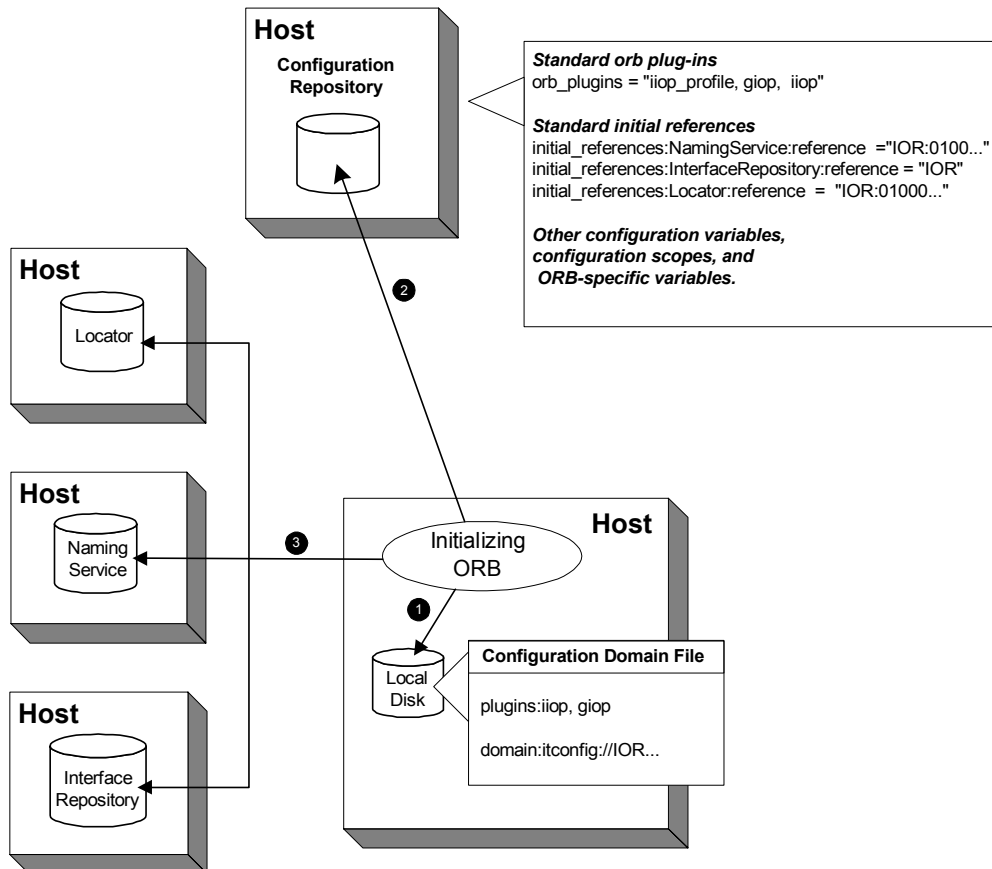 Host
Configuration
Repository
Standard orb plug-ins
orb_plugins = "iiop_profile, giop, iiop"
Standard initial references
initial_references:NamingService:reference ="IOR:0100..."
initial_references:InterfaceRepository:reference = "IOR"
initial_references:Locator:reference = "IOR:01000..."
Other configuration variables,
configuration scopes, and
ORB-specific variables.
2
Host
Locator
Host
Naming
Service
3
Host
Initializing
ORB
1
Local
Disk
Configuration Domain File
plugins:iiop, giop
domain:itconfig://IOR...
Host
Interface
Repository